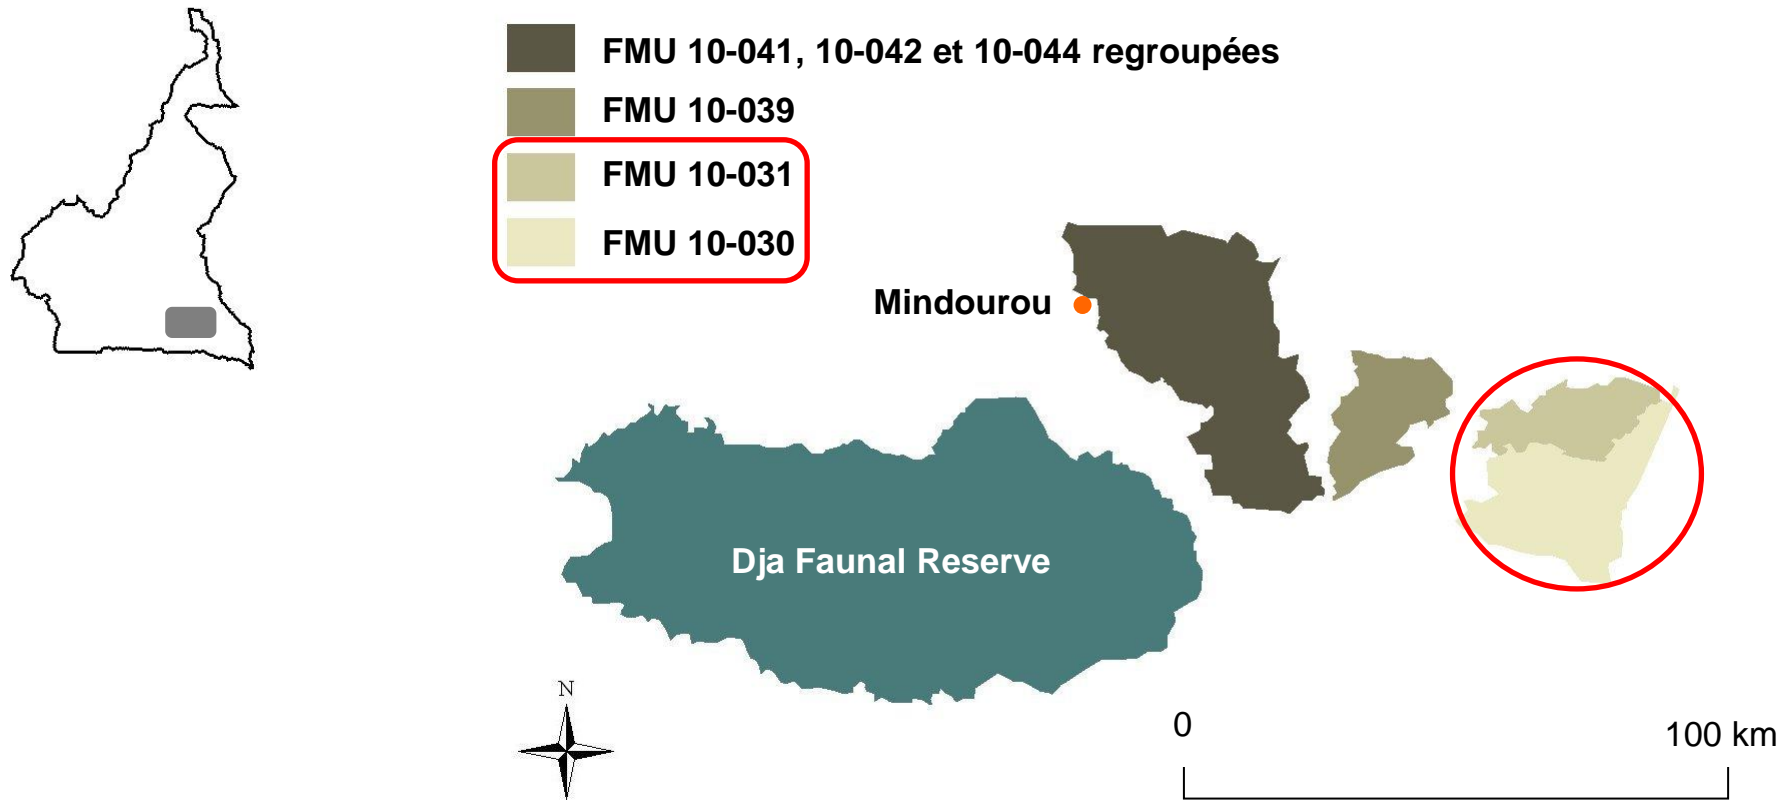 FMU 10-041, 10-042 et 10-044 regroupées
FMU 10-039
FMU 10-031
FMU 10-030
Mindourou
Dja Faunal Reserve
N
0
100 km